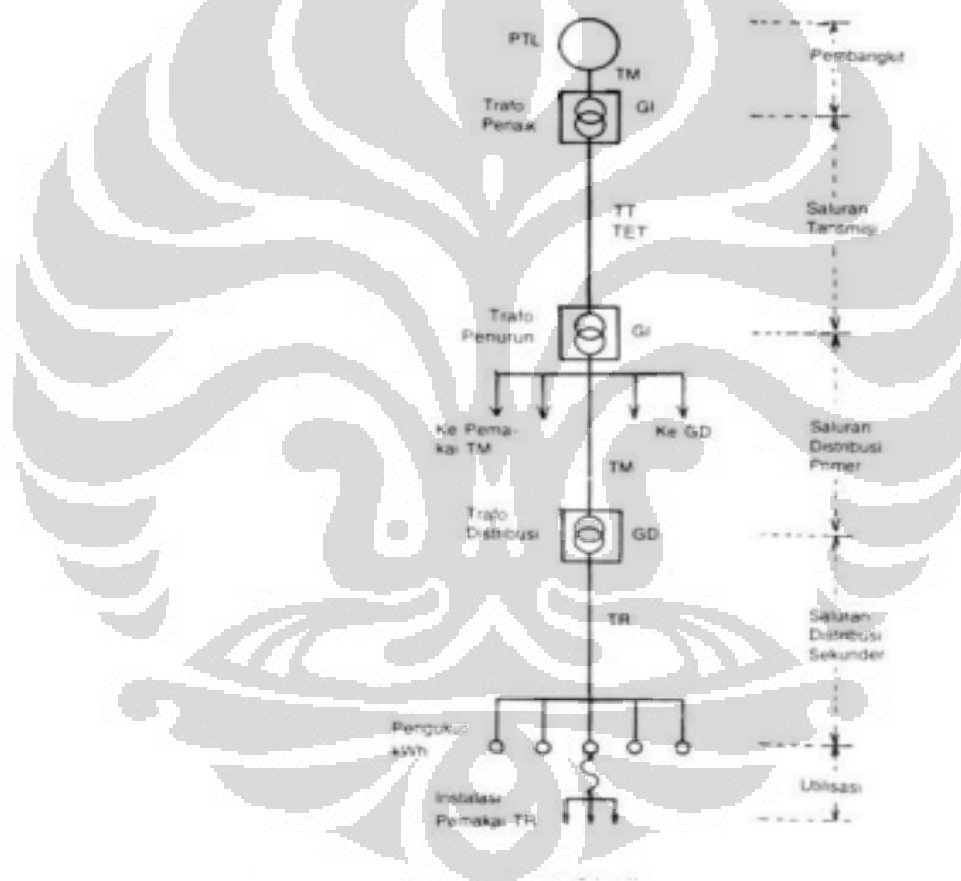 PTL
TM
Pembangkit
Trafo
Penaik
GI
TT
TET
Saluran
Tansmisi
Trafo
Penurun
GI
Ke Pema-
kai TM
Ke GD
Saluran
Distribusi
Primer
TM
Trafo
Distribusi
GD
TR
Saluran
Distribusi
Sekunder
Pengukur
kWh
Utilisasi
Instalasi
Pemakai TR